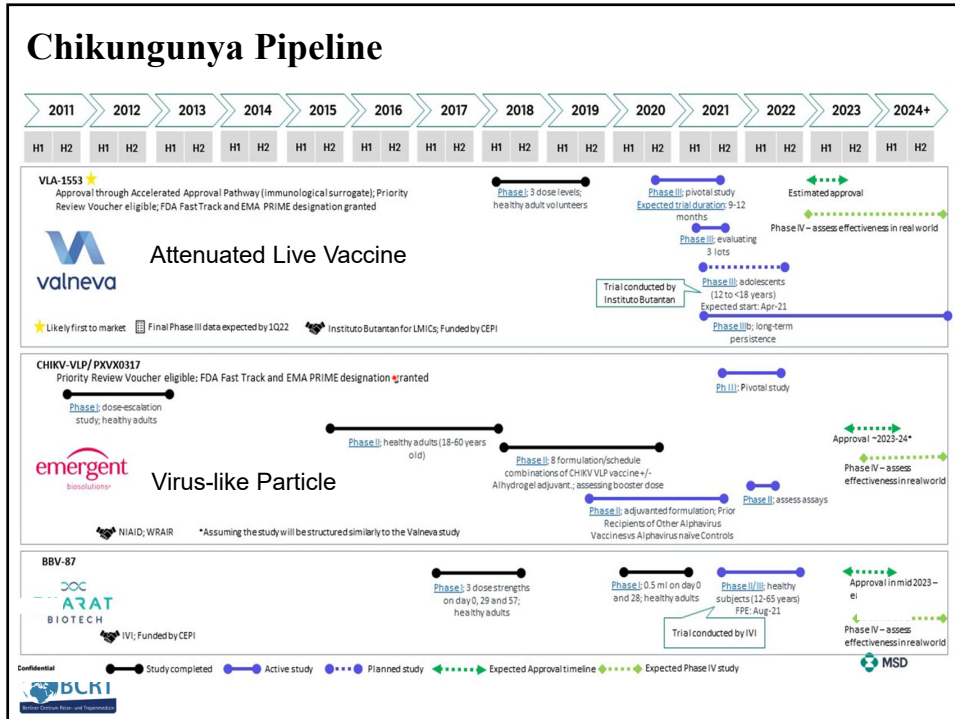 Chikungunya Pipeline
2011 2012 2013 2014 2015 2016 2017 2018 2019 2020 2021 2022 2023 2024+
H1 H2 H1 H2 H1 H2 H1 H2 H1 H2 H1 H2 H1 H2 H1 H2 H1 H2 H1 H2 H1 H2 H1 H2 H1 H2 H1 H2
VLA-1553
Approval through Accelerated Approval Pathway (immunological surrogate); Priority
Review Voucher eligible; FDA Fast Track and EMA PRIME designation granted
Phase I; 3 dose levels;
healthy adult volunteers
Phase III: pivotal study
Expected trial duration: 9-12
months
Estimated approval
Phase IV – assess effectiveness in real world
Phase III; evaluating
3 lots
valneva
Attenuated Live Vaccine
Trial conducted by
Instituto Butantan
Phase III; adolescents
(12 to <18 years)
Expected start: Apr-21
Phase IIIb; long-term
persistence
Likely first to market
Final Phase III data expected by 1Q22
Instituto Butantan for LMICs; Funded by CEPI
CHIKV-VLP/ PXVX0317
Priority Review Voucher eligible; FDA Fast Track and EMA PRIME designation granted
Phase I; dose-escalation
study; healthy adults
Ph III: Pivotal study
Phase II; healthy adults (18-60 years
old)
Approval ~2023-24*
Phase II; 8 formulation/schedule
combinations of CHIKV VLP vaccine +/-
Alhydrogel adjuvant.; assessing booster dose
Phase IV – assess
effectiveness in real world
emergent
biosolutions
Virus-like Particle
Phase II; adjuvanted formulation; Prior
Recipients of Other Alphavirus
Vaccines vs Alphavirus naïve Controls
Phase II; assess assays
NIAID; WRAIR
*Assuming the study will be structured similarly to the Valneva study
BBV-87
Phase I; 3 dose strengths
on day 0, 29 and 57;
healthy adults
Phase I; 0.5 ml on day 0
and 28; healthy adults
Phase II/III; healthy
subjects (12-65 years)
FPE: Aug-21
Approval in mid 2023 –
BIOTECH
IVI; Funded by CEPI
Trial conducted by IVI
Phase IV – assess
effectiveness in real world
Confidential
Study completed
Active study
Planned study
Expected Approval timeline
Expected Phase IV study
MSD
BCRT
Berliner Centrum Reise- und Tropenmedizin